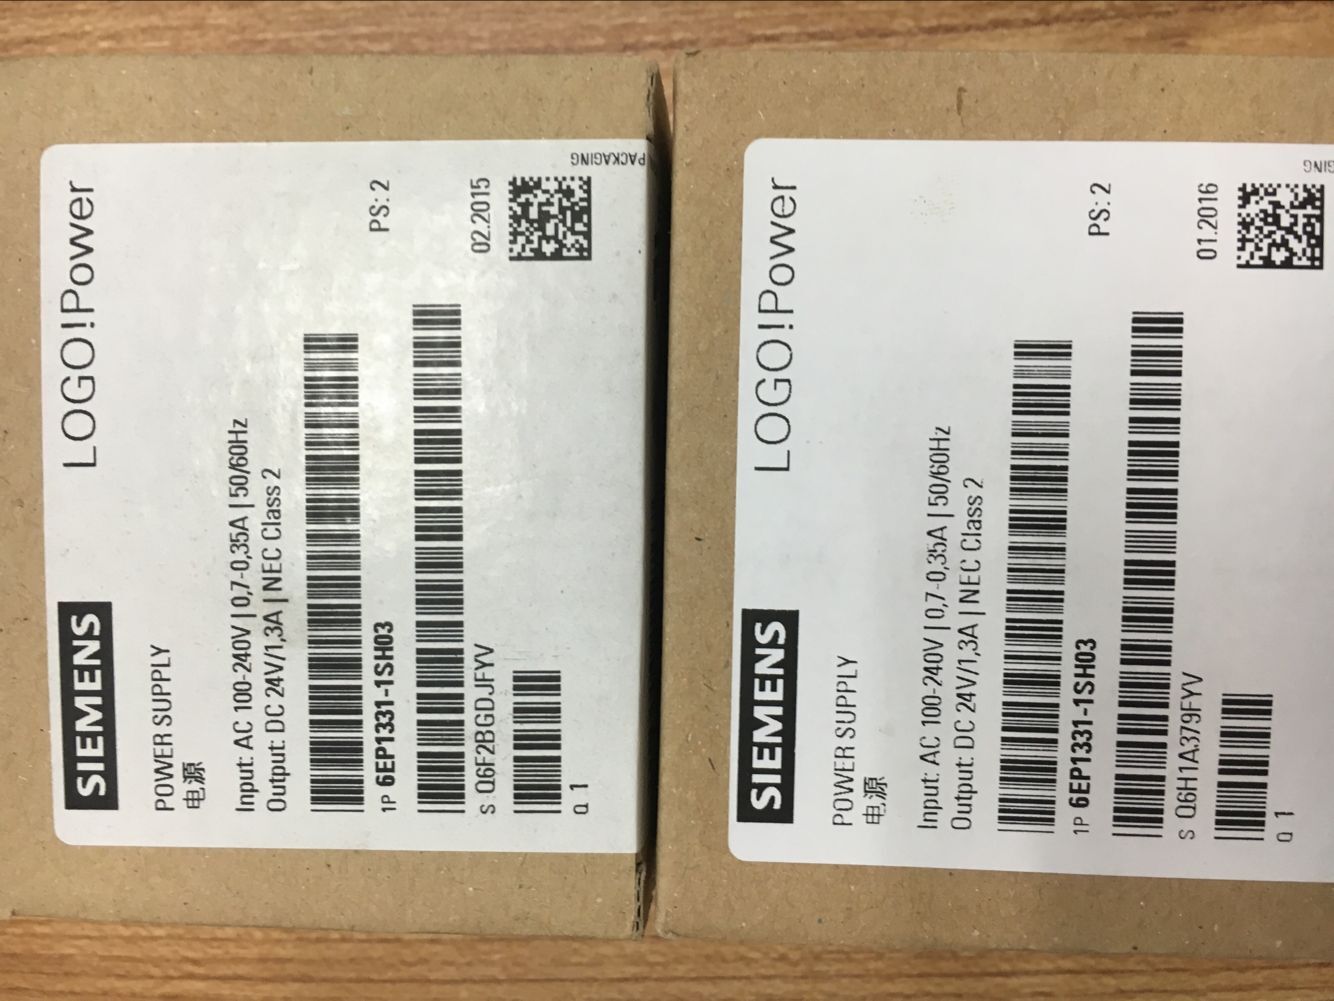 SIEMENS
LOGO!Power
POWER SUPPLY
电源
Input: AC 100-240V | 0,7-0,35A | 50/60Hz
Output: DC 24V/1,3A | NEC Class 2
1P 6EP1331-1SH03
PS: 2
S Q6F2BGDJFYV
02.2015
Q 1
PACKAGING
SIEMENS
LOGO!Power
POWER SUPPLY
电源
Input: AC 100-240V | 0,7-0,35A | 50/60Hz
Output: DC 24V/1,3A | NEC Class 2
1P 6EP1331-1SH03
PS: 2
S Q6H1A379FYV
01.2016
Q 1
GING